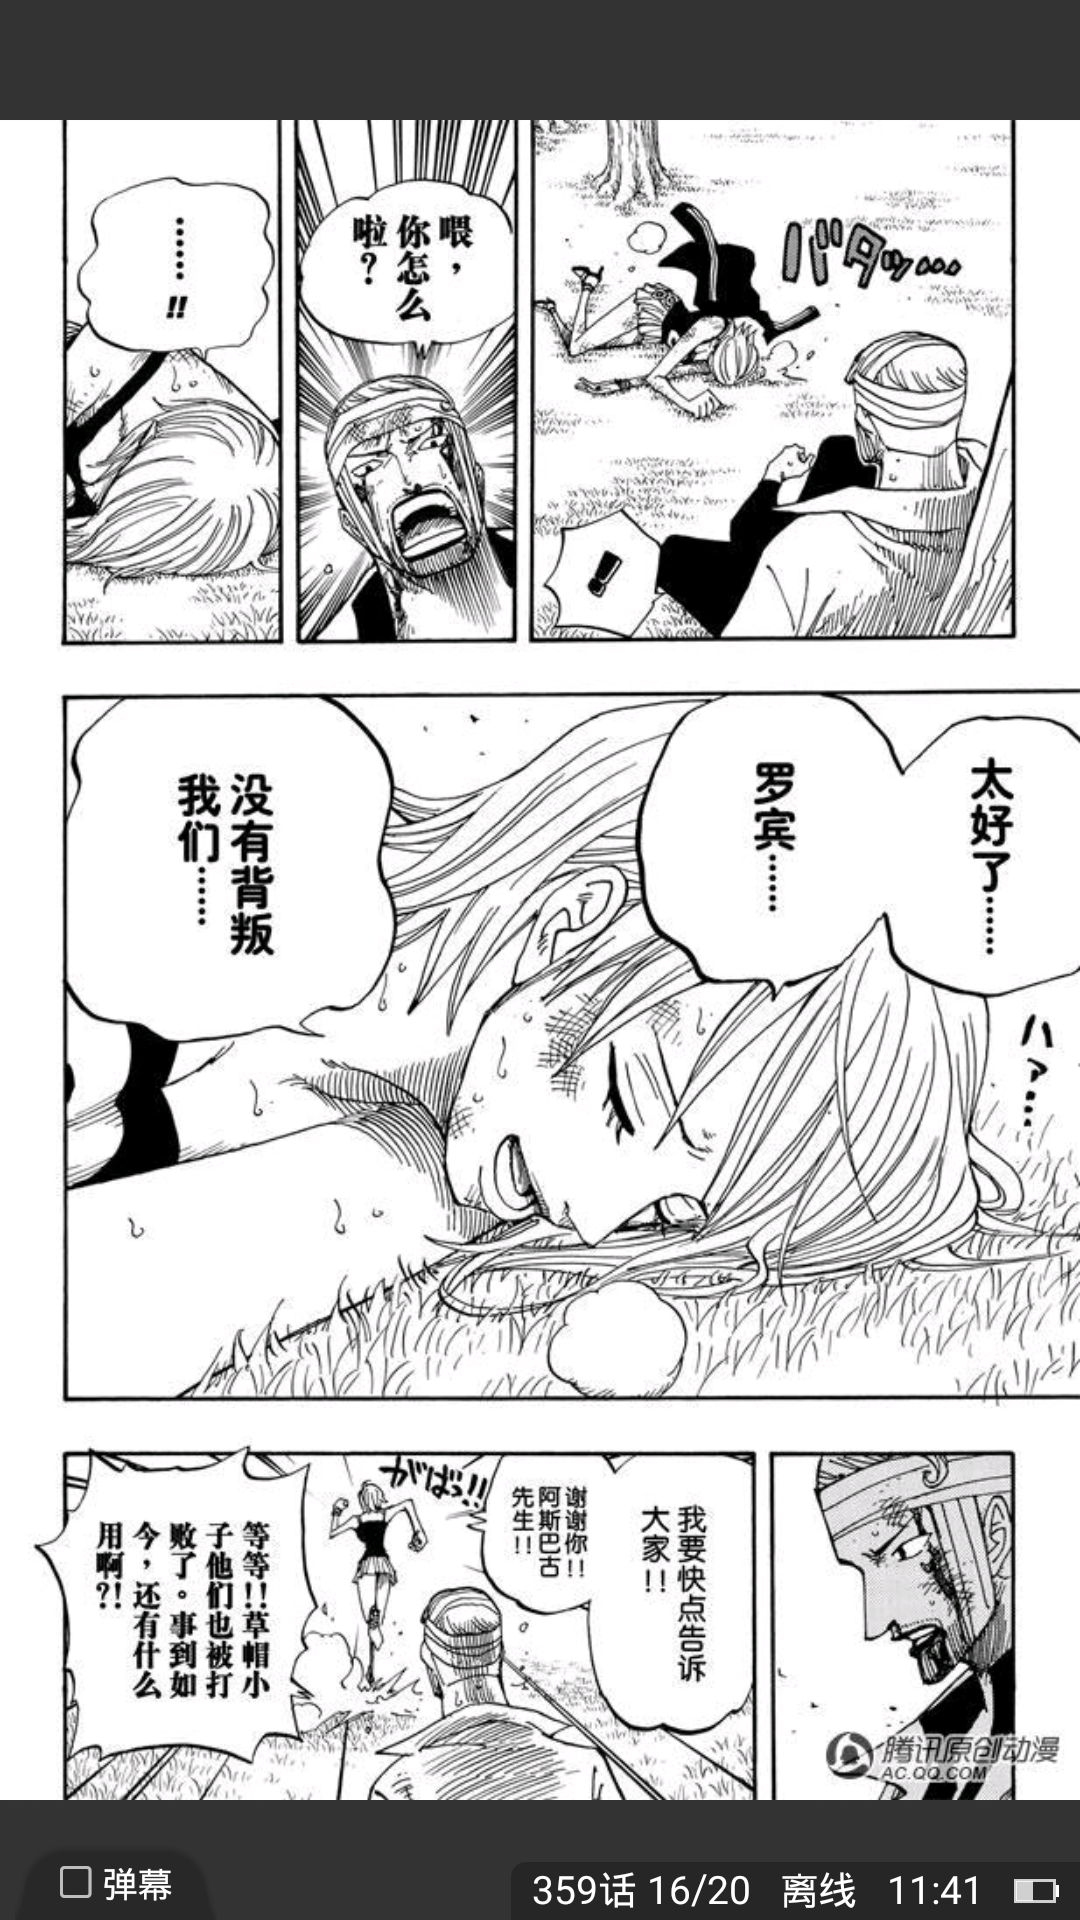 バタッ…
!
喂，
你怎么
啦？
……!!
太好了……
罗宾……
没有背叛
我们……
ハァ…
我要快点告诉
大家!!
谢谢你!!
阿斯巴古
先生!!
がばっ!!
等等!!草帽小
子他们也被打
败了。事到如
今，还有什么
用啊?!
腾讯原创动漫
AC.QQ.COM
弹幕
359话 16/20 离线 11:41